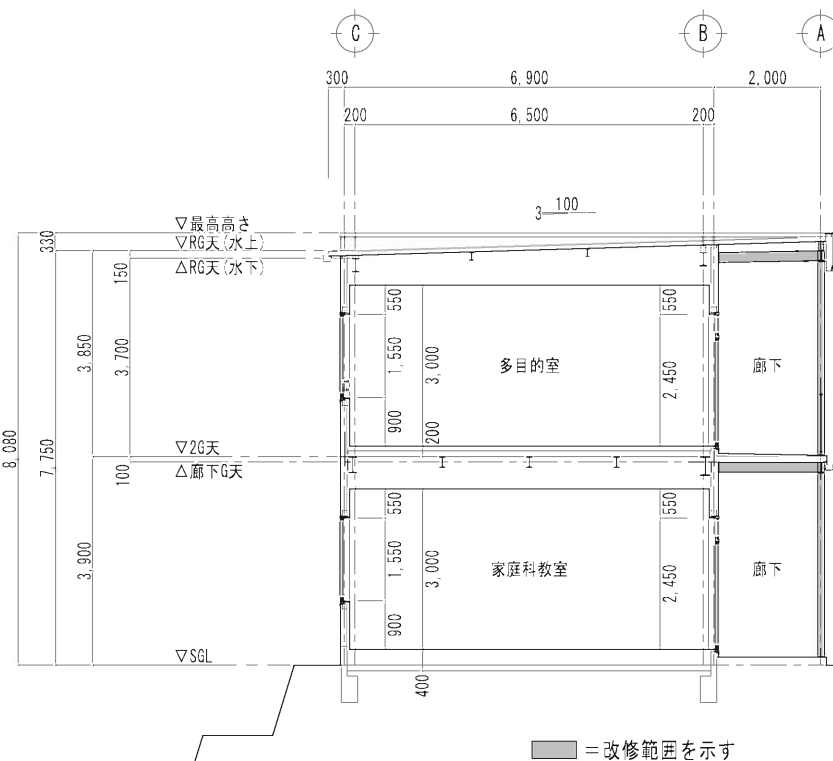 C
B
A
300
6,900
2,000
200
6,500
200
3
100
▽最高高さ
▽RG天(水上)
△RG天(水下)
330
150
3,850
3,700
8,080
7,750
550
1,550
3,000
900
200
多目的室
550
2,450
廊下
▽2G天
△廊下G天
100
3,900
550
1,550
3,000
900
家庭科教室
550
2,450
廊下
▽SGL
400
=改修範囲を示す